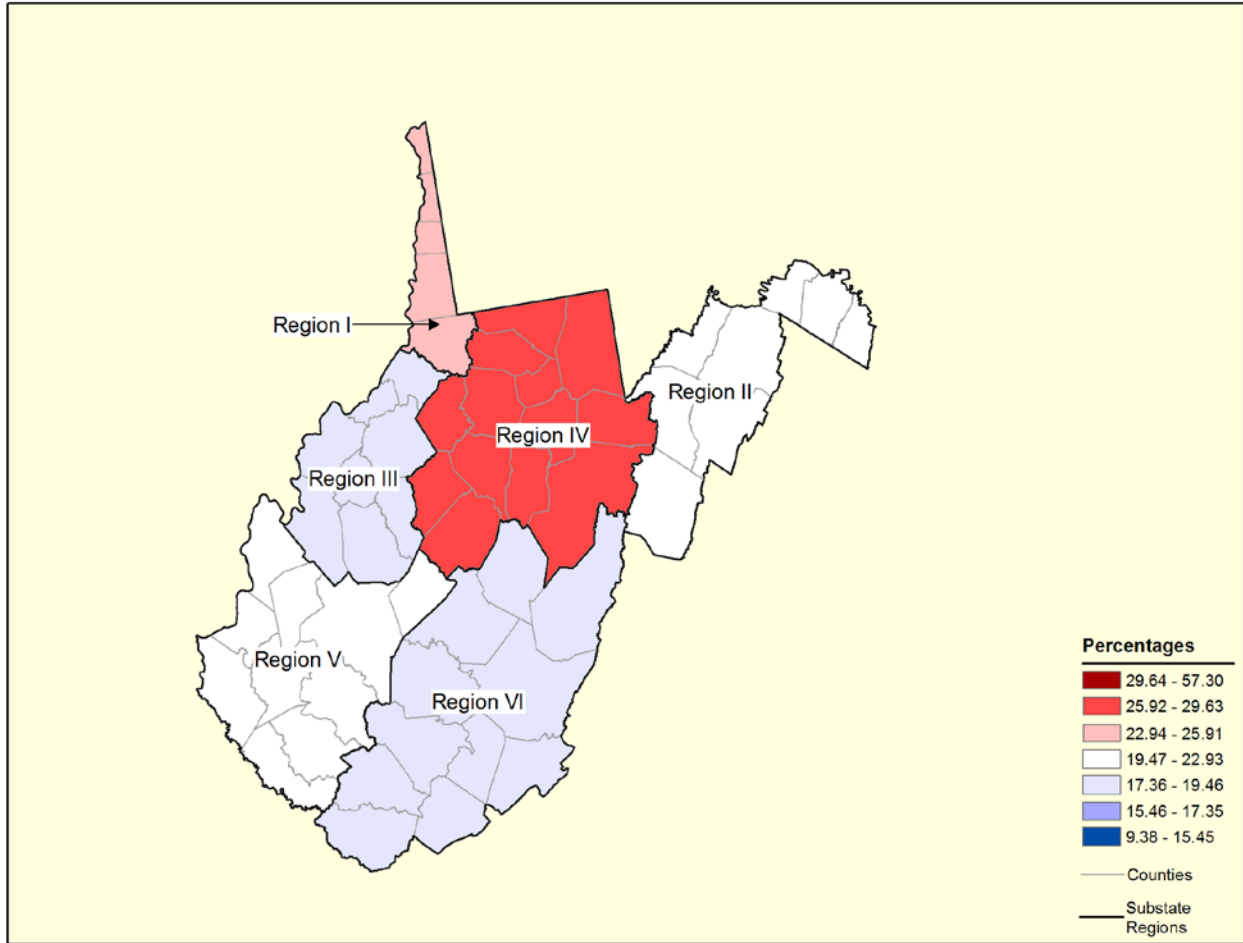 Region I
Region II
Region IV
Region III
Region V
Region VI
Percentages
29.64 - 57.30
25.92 - 29.63
22.94 - 25.91
19.47 - 22.93
17.36 - 19.46
15.46 - 17.35
9.38 - 15.45
Counties
Substate
Regions